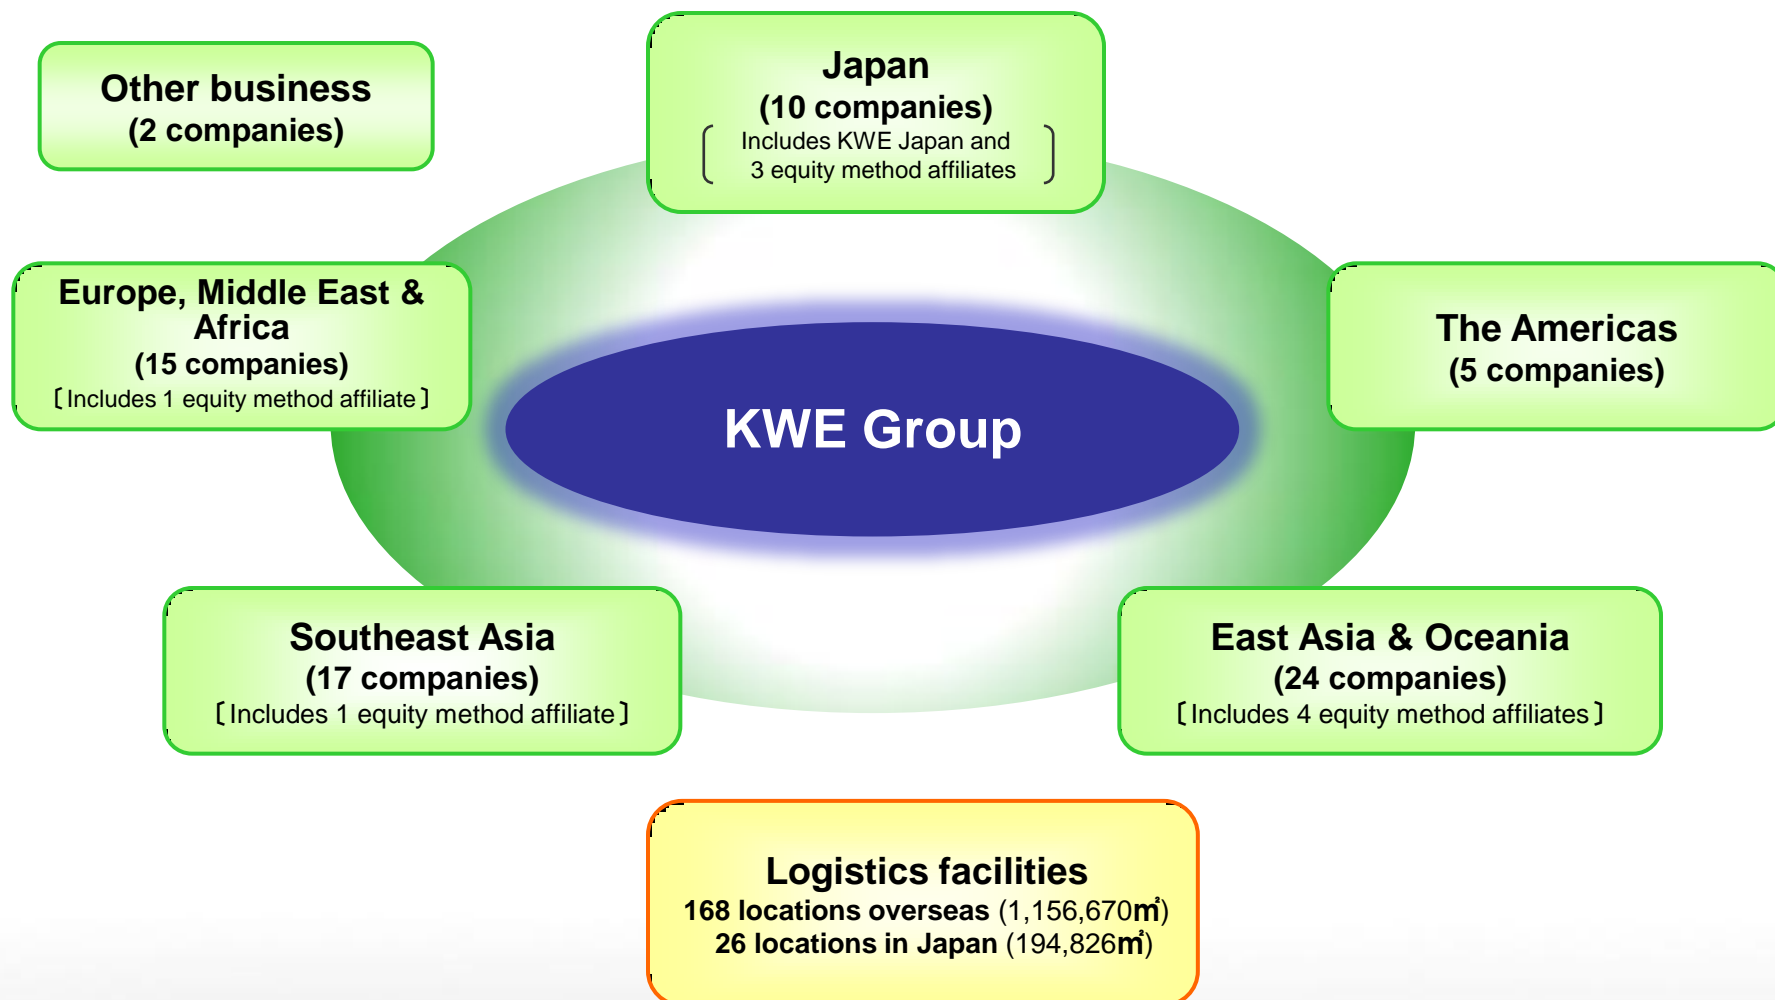 Other business
(2 companies)
Japan
(10 companies)
Includes KWE Japan and
3 equity method affiliates
Europe, Middle East &
Africa
(15 companies)
〔Includes 1 equity method affiliate〕
The Americas
(5 companies)
KWE Group
Southeast Asia
(17 companies)
〔Includes 1 equity method affiliate〕
East Asia & Oceania
(24 companies)
〔Includes 4 equity method affiliates〕
Logistics facilities
168 locations overseas (1,156,670㎡)
26 locations in Japan (194,826㎡)